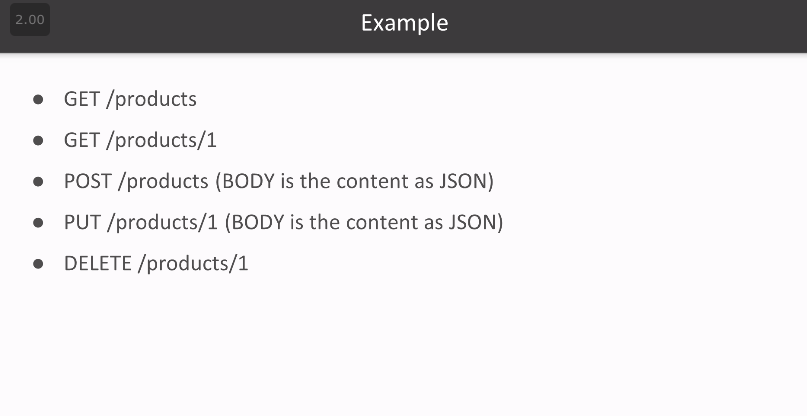 2.00
Example
● GET /products
● GET /products/1
● POST /products (BODY is the content as JSON)
● PUT /products/1 (BODY is the content as JSON)
● DELETE /products/1